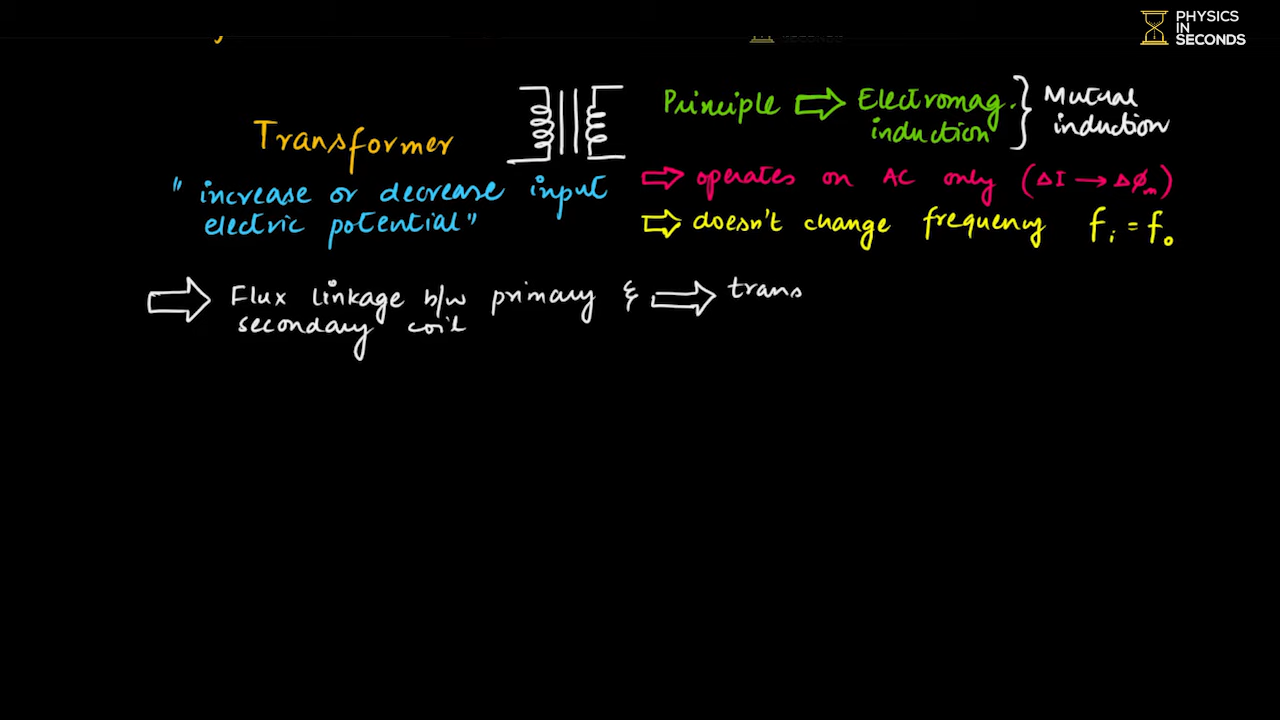 PHYSICS
IN
SECONDS
Transformer
" increase or decrease input
electric potential "
Principle ⇒ Electromag. } Mutual
induction induction
⇒ operates on AC only (ΔI → Δϕm)
⇒ doesn't change frequency fi = fo
⇒ Flux linkage b/w primary &
secondary coil
⇒ trans